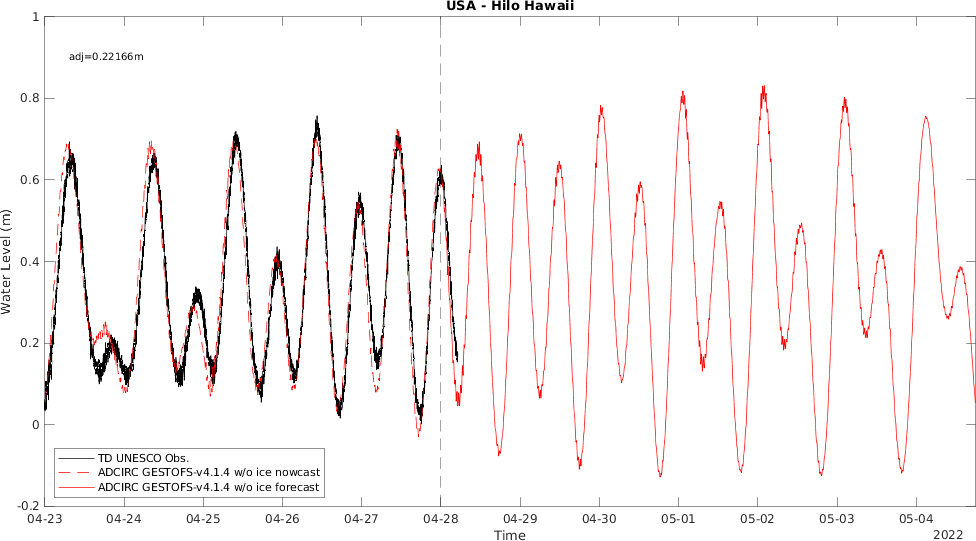 USA - Hilo Hawaii
adj=0.22166m
1
0.8
0.6
0.4
0.2
0
-0.2
Water Level (m)
TD UNESCO Obs.
ADCIRC GESTOFS-v4.1.4 w/o ice nowcast
ADCIRC GESTOFS-v4.1.4 w/o ice forecast
04-23 04-24 04-25 04-26 04-27 04-28 04-29 04-30 05-01 05-02 05-03 05-04
Time
2022